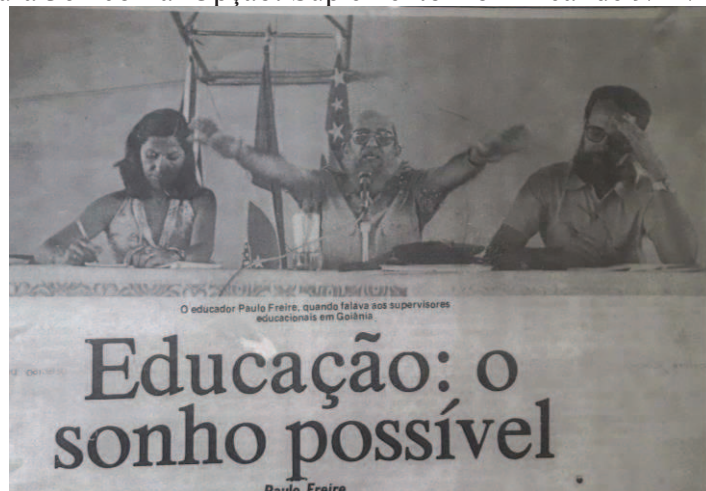 O educador Paulo Freire, quando falava aos supervisores
educacionais em Goiânia
Educação: o
sonho possível
Paulo Freire